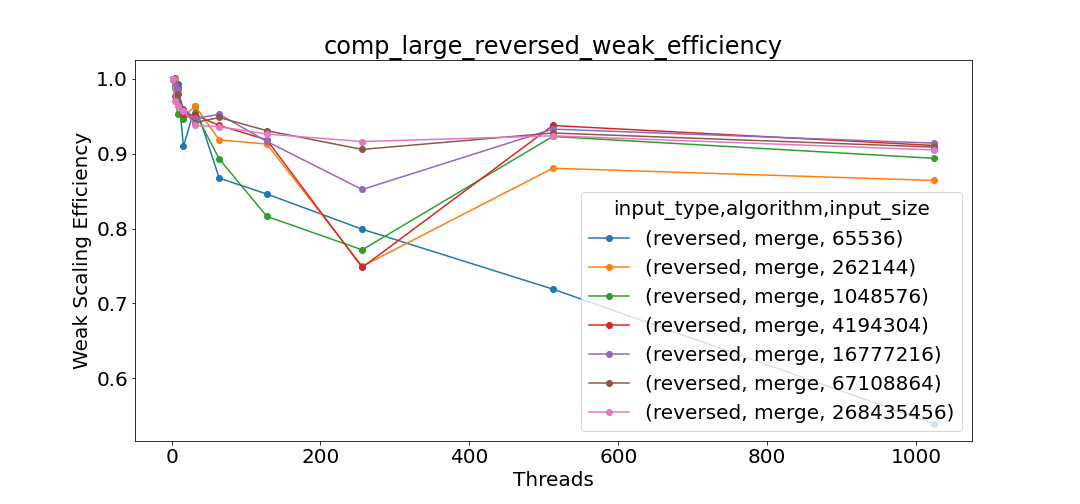 comp_large_reversed_weak_efficiency
Weak Scaling Efficiency
1.0
0.9
0.8
0.7
0.6
input_type,algorithm,input_size
(reversed, merge, 65536)
(reversed, merge, 262144)
(reversed, merge, 1048576)
(reversed, merge, 4194304)
(reversed, merge, 16777216)
(reversed, merge, 67108864)
(reversed, merge, 268435456)
0 200 400 600 800 1000
Threads